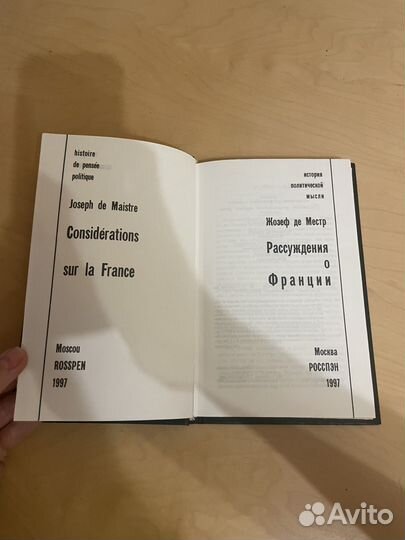 histoire
de pensée
politique
Joseph de Maistre
Considérations
sur la France
Moscou
ROSSPEN
1997
история
политической
мысли
Жозеф де Местр
Рассуждения
о
Франции
Москва
РОССПЭН
1997
Avito